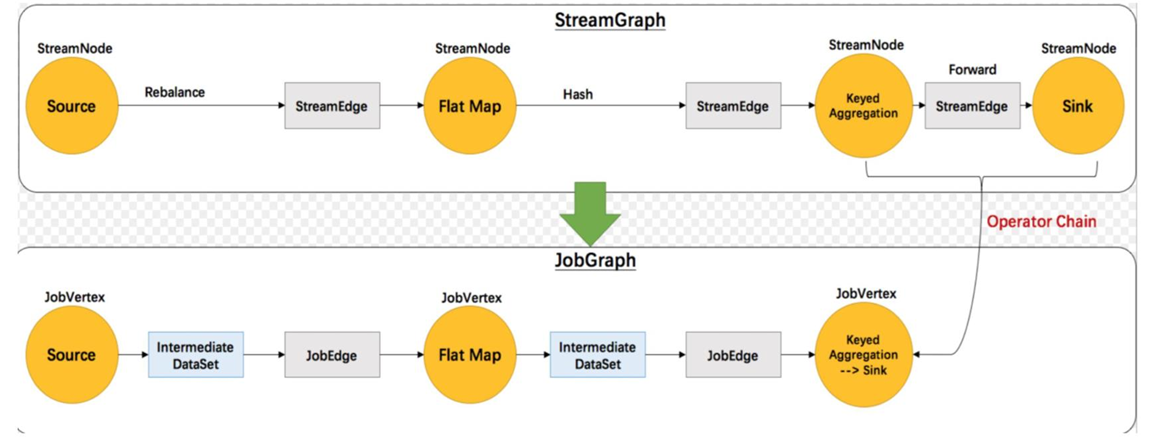 StreamGraph
StreamNode
StreamNode
StreamNode
StreamNode
Source
Rebalance
StreamEdge
Flat Map
Hash
StreamEdge
Keyed
Aggregation
Forward
StreamEdge
Sink
Operator Chain
JobGraph
JobVertex
JobVertex
JobVertex
Source
Intermediate
DataSet
JobEdge
Flat Map
Intermediate
DataSet
JobEdge
Keyed
Aggregation
--> Sink